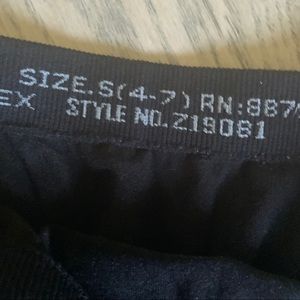 SIZE.S(4-7) RN:887
EX STYLE NO.Z19081